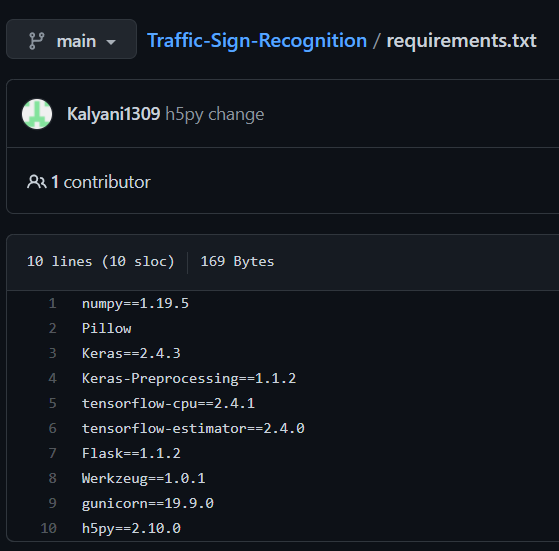 main Traffic-Sign-Recognition / requirements.txt
Kalyani1309 h5py change
1 contributor
10 lines (10 sloc) 169 Bytes
1 numpy==1.19.5
2 Pillow
3 Keras==2.4.3
4 Keras-Preprocessing==1.1.2
5 tensorflow-cpu==2.4.1
6 tensorflow-estimator==2.4.0
7 Flask==1.1.2
8 Werkzeug==1.0.1
9 gunicorn==19.9.0
10 h5py==2.10.0